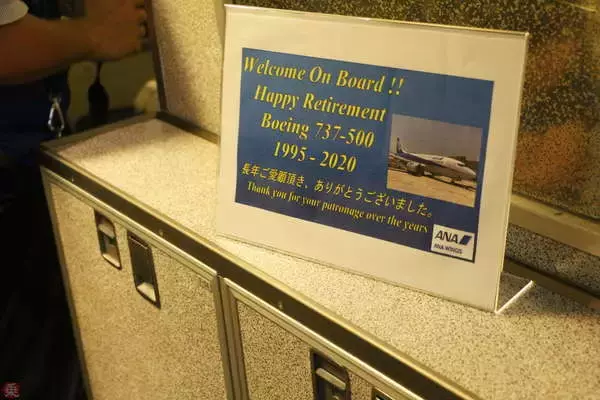 Welcome On Board !!
Happy Retirement
Boeing 737-500
1995 - 2020
長年ご愛顧頂き、ありがとうございました。
Thank you for your patronage over the years
ANA
ANA WINGS
乗